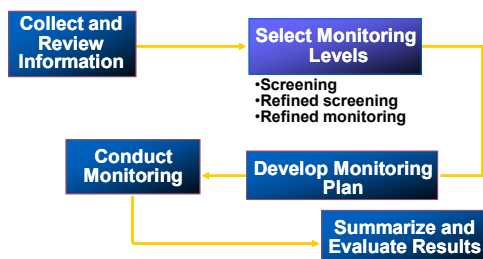 Collect and
Review
Information
Select Monitoring
Levels
•Screening
•Refined screening
•Refined monitoring
Conduct
Monitoring
Develop Monitoring
Plan
Summarize and
Evaluate Results